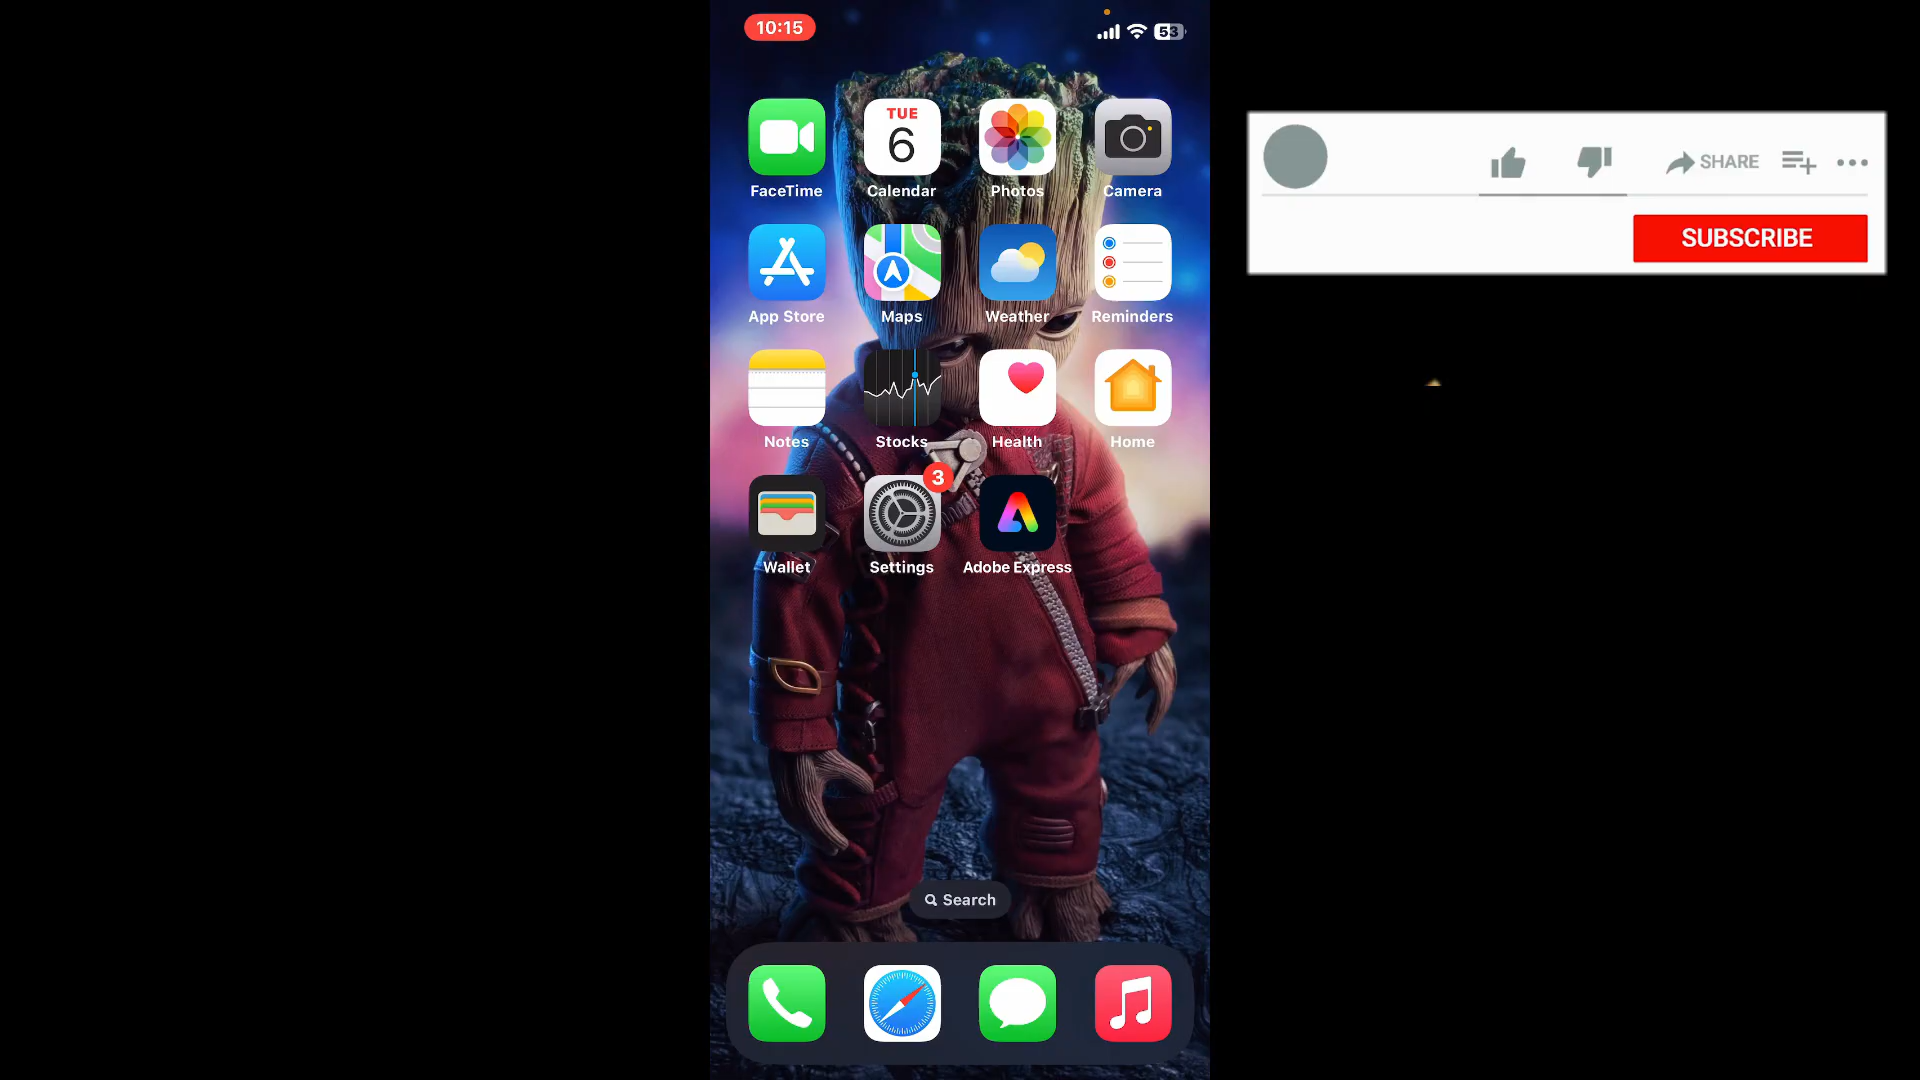 10:15
53
TUE
6
FaceTime
Calendar
Photos
Camera
App Store
Maps
Weather
Reminders
Notes
Stocks
Health
Home
3
Wallet
Settings
Adobe Express
Search
SHARE
SUBSCRIBE